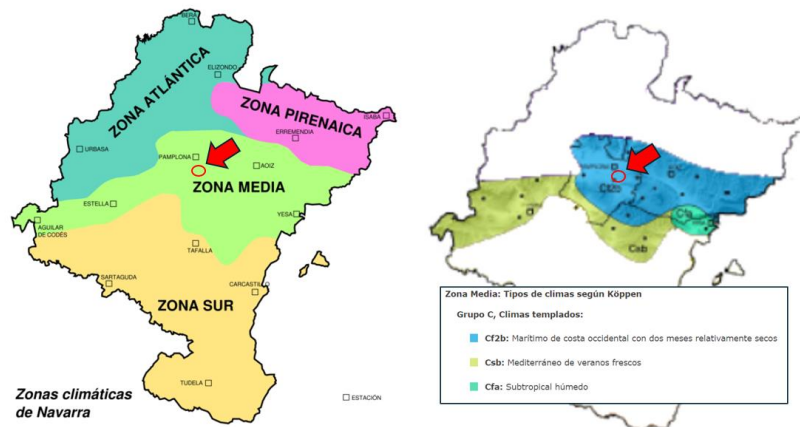 BERA
ELIZONDO
ZONA ATLÁNTICA
ZONA PIRENAICA
ISABA
ERREMENDIA
URBASA
PAMPLONA
AOIZ
ZONA MEDIA
ESTELLA
YESA
AGUILAR
DE CODÉS
TAFALLA
SARTAGUDA
CARCASTILLO
ZONA SUR
TUDELA
Zonas climáticas
de Navarra
ESTACIÓN
Cf2b
Cfa
Csb
Zona Media: Tipos de climas según Köppen
Grupo C, Climas templados:
Cf2b: Marítimo de costa occidental con dos meses relativamente secos
Csb: Mediterráneo de veranos frescos
Cfa: Subtropical húmedo